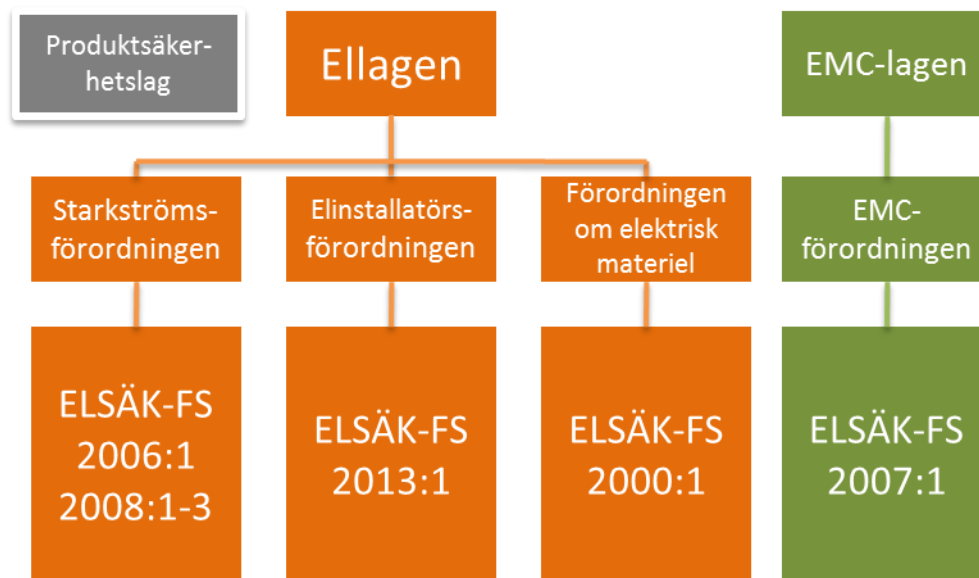 Produktsäker-
hetslag
Ellagen
EMC-lagen
Starkströms-
förordningen
Elinstallatörs-
förordningen
Förordningen
om elektrisk
materiel
EMC-
förordningen
ELSÄK-FS
2006:1
2008:1-3
ELSÄK-FS
2013:1
ELSÄK-FS
2000:1
ELSÄK-FS
2007:1